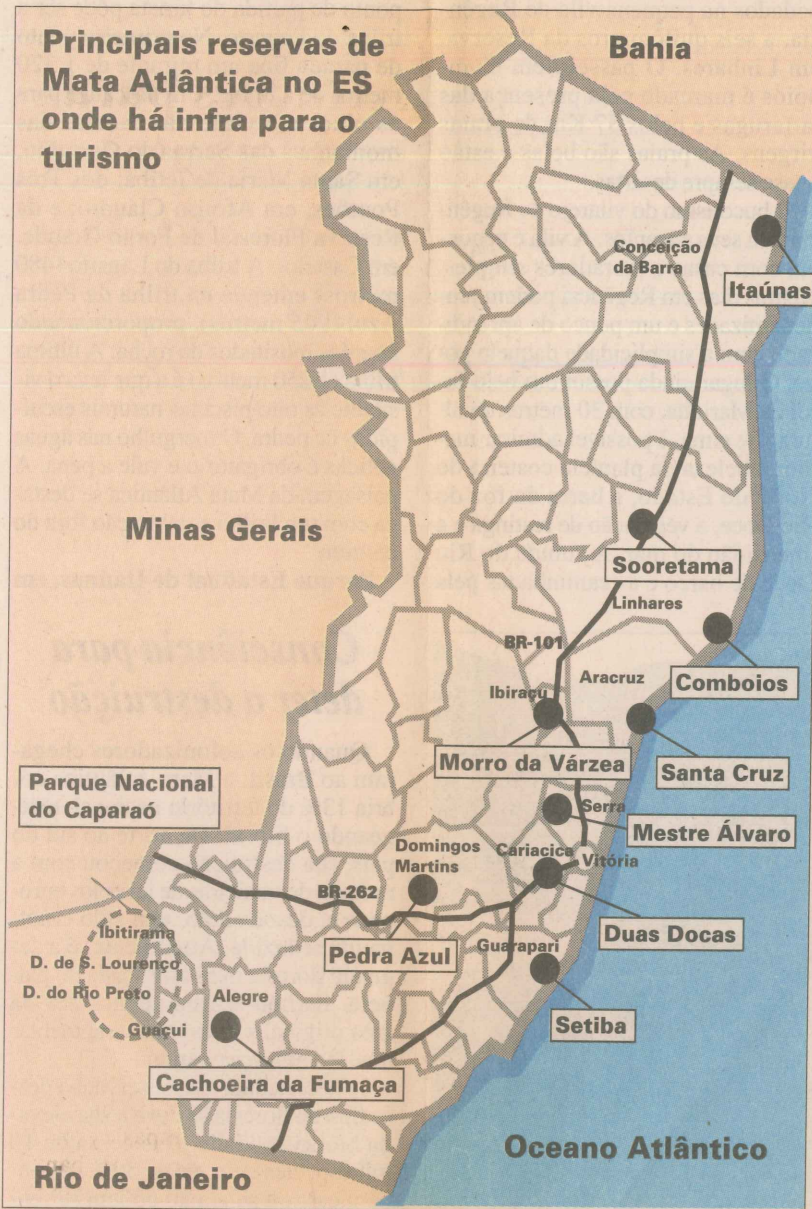 Principais reservas de
Mata Atlântica no ES
onde há infra para o
turismo
Bahia
Conceição
da Barra
Itaúnas
Minas Gerais
Sooretama
Linhares
BR-101
Aracruz
Comboios
Ibiraçu
Morro da Várzea
Santa Cruz
Parque Nacional
do Caparaó
Serra
Mestre Álvaro
Domingos
Martins
Cariacica
Vitória
BR-262
Duas Docas
Ibitirama
Pedra Azul
Guarapari
D. de S. Lourenço
D. do Rio Preto
Alegre
Setiba
Guaçui
Cachoeira da Fumaça
Oceano Atlântico
Rio de Janeiro